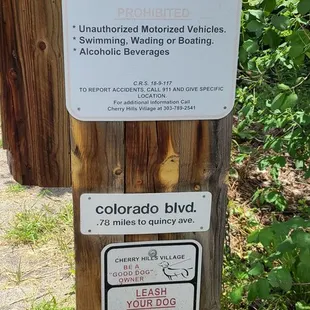 PROHIBITED
* Unauthorized Motorized Vehicles.
* Swimming, Wading or Boating.
* Alcoholic Beverages
C.R.S. 18-9-117
TO REPORT ACCIDENTS, CALL 911 AND GIVE SPECIFIC
LOCATION
For additional information Call
Cherry Hills Village at 303-789-2541
colorado blvd.
.78 miles to quincy ave.
CHERRY HILLS VILLAGE
BE A
"GOOD DOG"
OWNER
LEASH
YOUR DOG